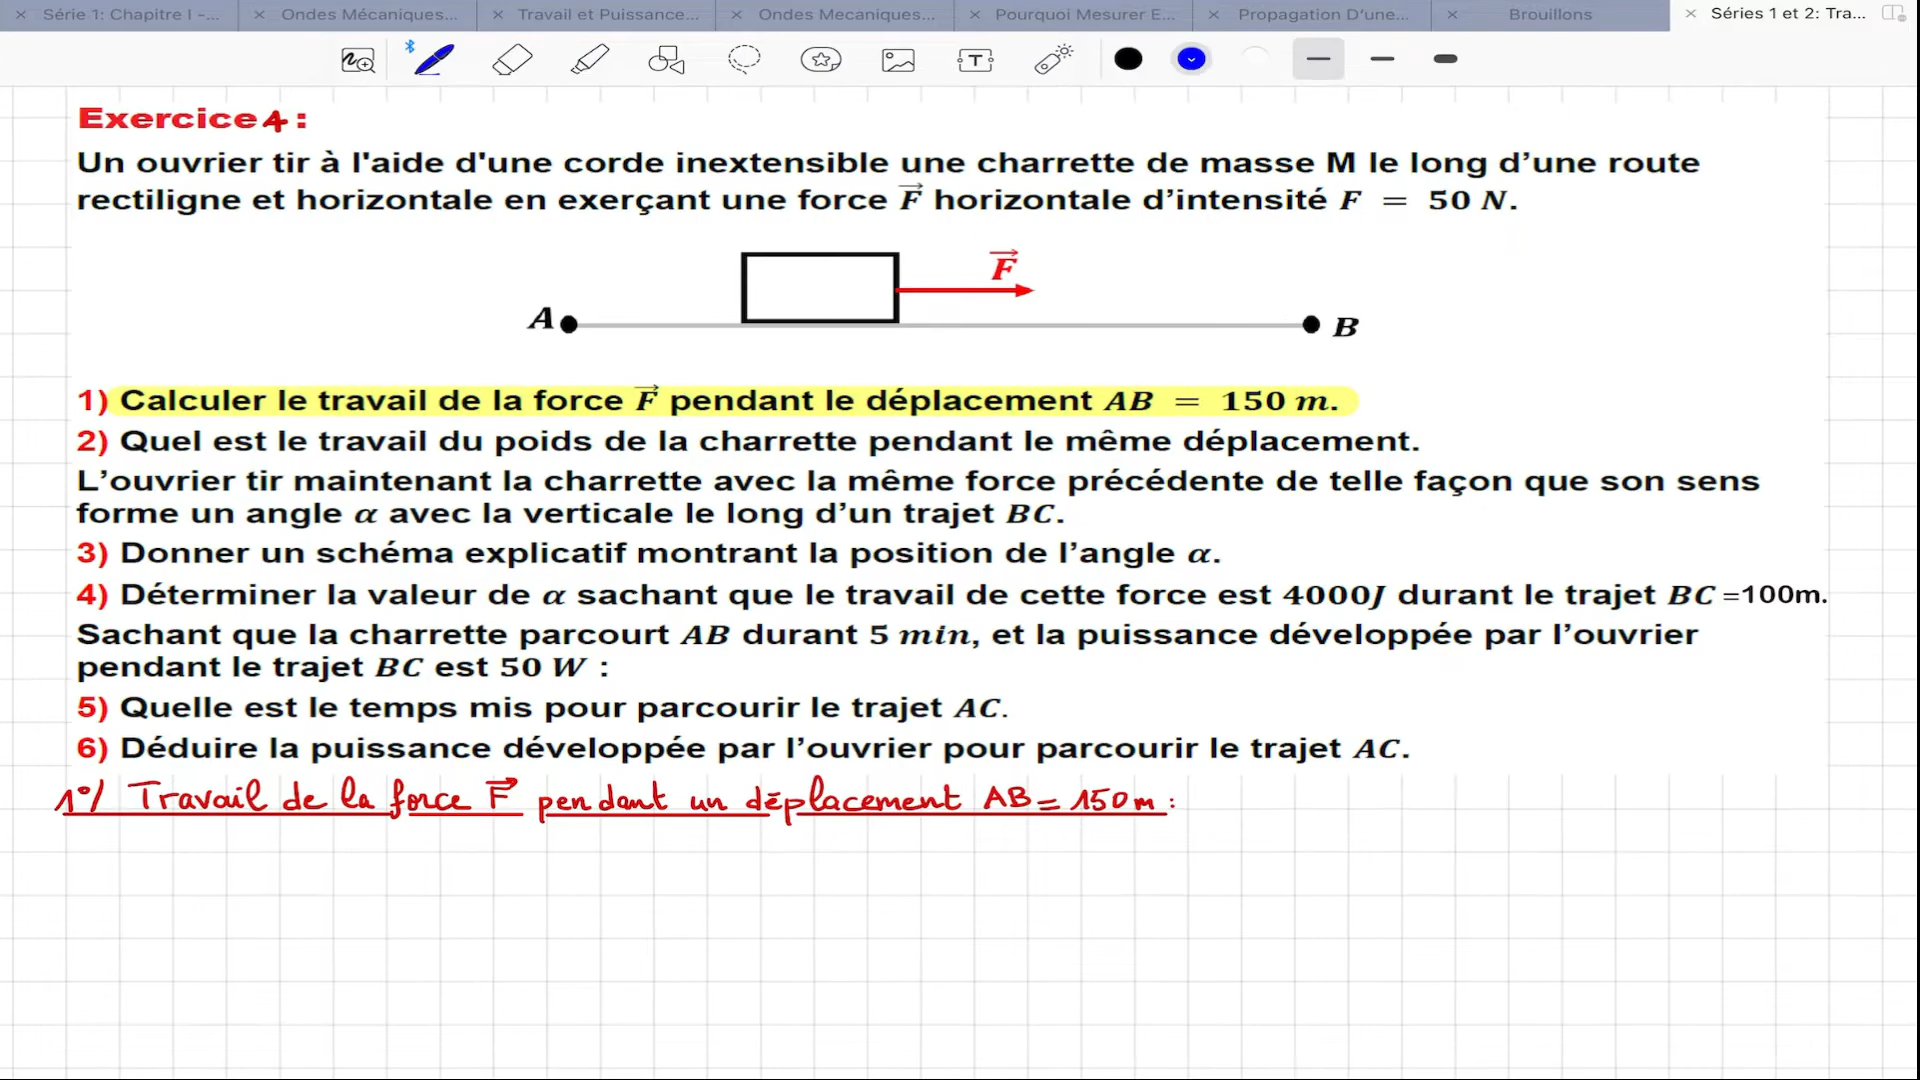 Série 1: Chapitre I -... Ondes Mécaniques... Travail et Puissance... Ondes Mecaniques... Pourquoi Mesurer E... Propagation D'une... Brouillons Séries 1 et 2: Tra...
Exercice 4 :
Un ouvrier tir à l'aide d'une corde inextensible une charrette de masse M le long d’une route
rectiligne et horizontale en exerçant une force F⃗ horizontale d’intensité F = 50 N.
F⃗
A B
1) Calculer le travail de la force F⃗ pendant le déplacement AB = 150 m.
2) Quel est le travail du poids de la charrette pendant le même déplacement.
L’ouvrier tir maintenant la charrette avec la même force précédente de telle façon que son sens
forme un angle α avec la verticale le long d’un trajet BC.
3) Donner un schéma explicatif montrant la position de l’angle α.
4) Déterminer la valeur de α sachant que le travail de cette force est 4000J durant le trajet BC =100m.
Sachant que la charrette parcourt AB durant 5 min, et la puissance développée par l’ouvrier
pendant le trajet BC est 50 W :
5) Quelle est le temps mis pour parcourir le trajet AC.
6) Déduire la puissance développée par l’ouvrier pour parcourir le trajet AC.
1°/ Travail de la force F⃗ pendant un déplacement AB = 150m :